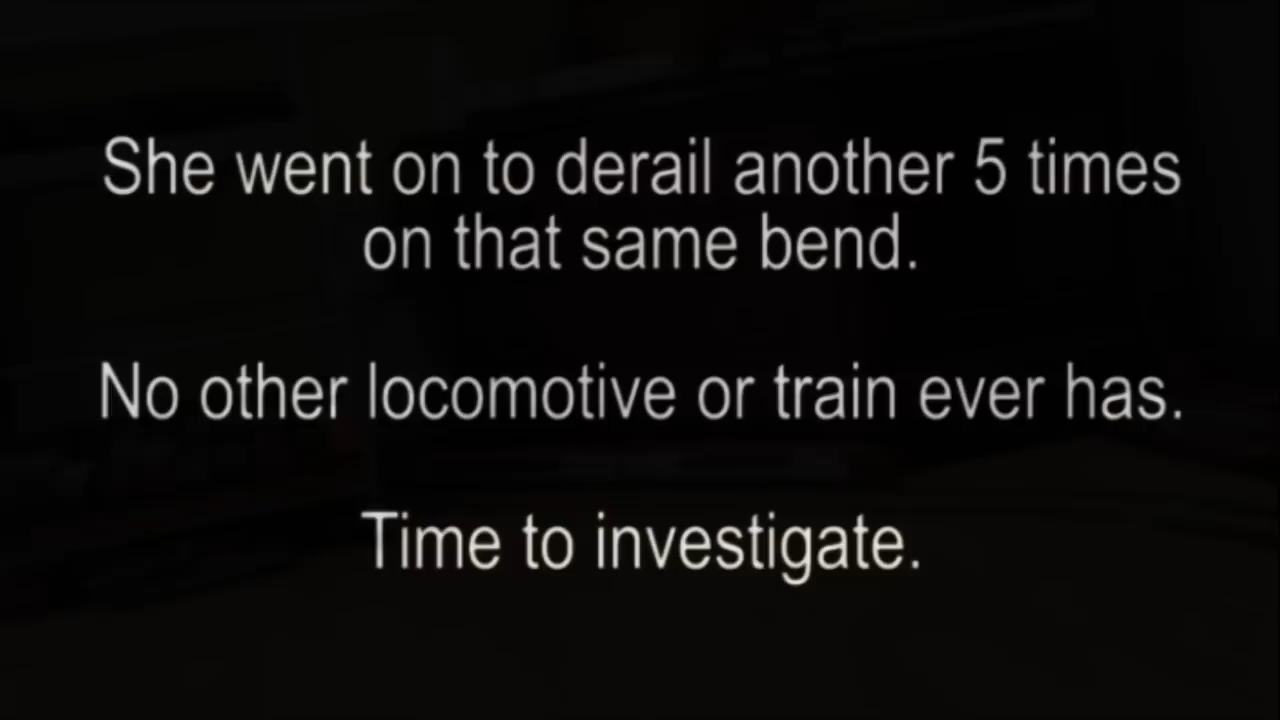 She went on to derail another 5 times
on that same bend.
No other locomotive or train ever has.
Time to investigate.